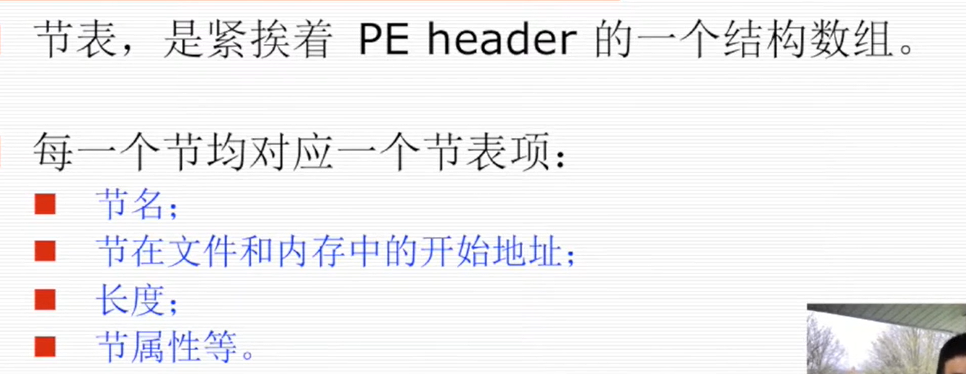 节表，是紧挨着 PE header 的一个结构数组。
每一个节均对应一个节表项：
节名；
节在文件和内存中的开始地址；
长度；
节属性等。